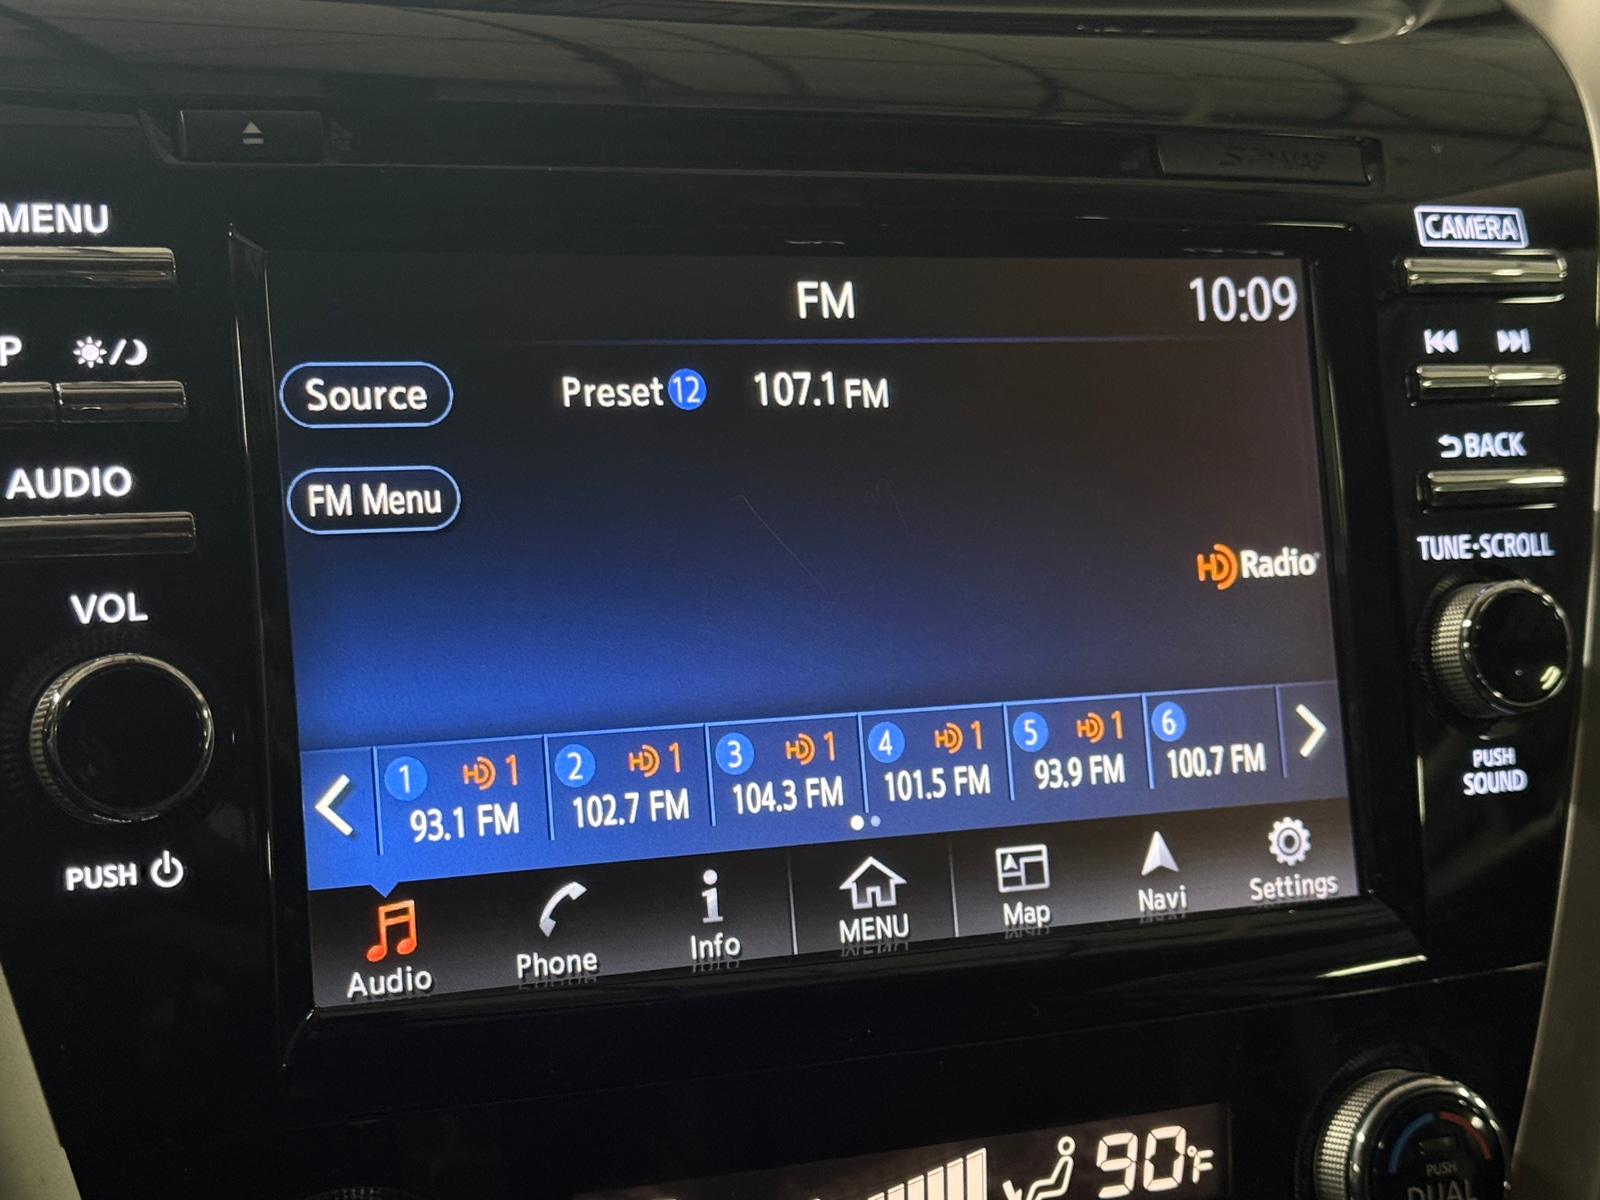 MENU
CAMERA
FM
10:09
P
Source
Preset 12 107.1 FM
BACK
FM Menu
AUDIO
TUNE·SCROLL
HD Radio
VOL
1 HD 1
93.1 FM
2 HD 1
102.7 FM
3 HD 1
104.3 FM
4 HD 1
101.5 FM
5 HD 1
93.9 FM
6
100.7 FM
PUSH
SOUND
PUSH
Audio
Phone
Info
MENU
Map
Navi
Settings
90°F
PUSH
DUAL